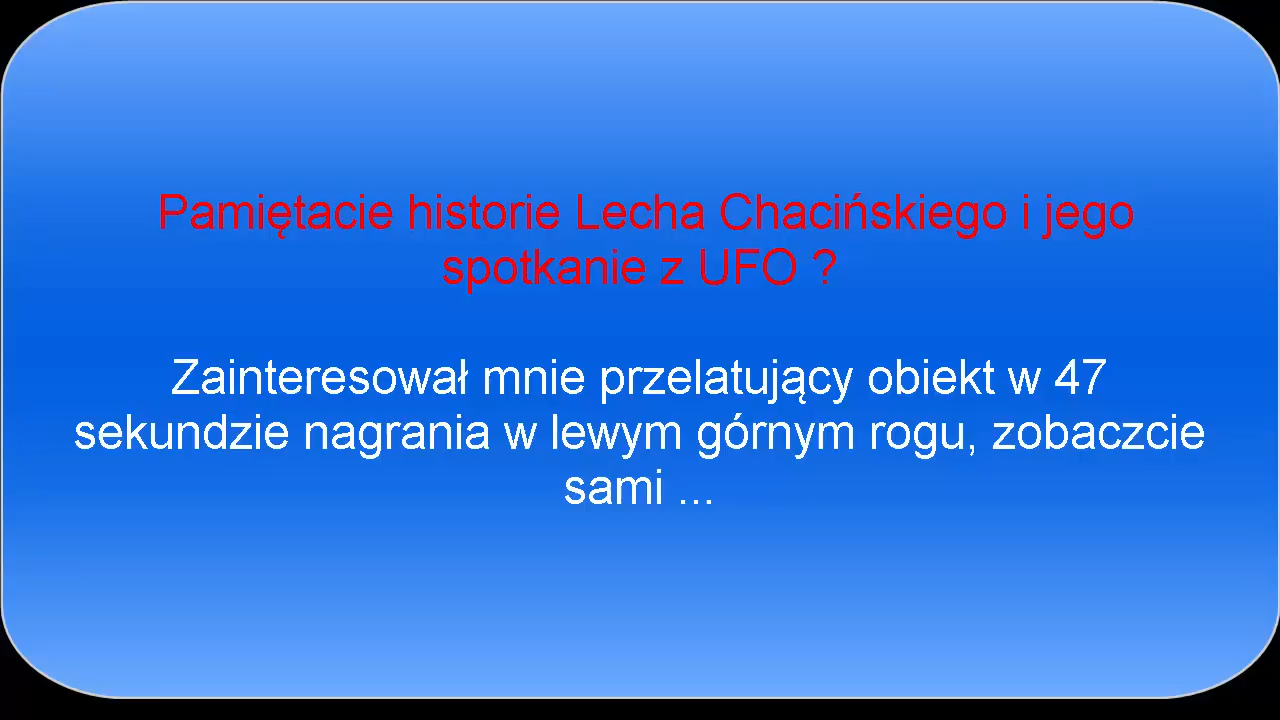 Pamiętacie historie Lecha Chacińskiego i jego
spotkanie z UFO ?
Zainteresował mnie przelatujący obiekt w 47
sekundzie nagrania w lewym górnym rogu, zobaczcie
sami ...